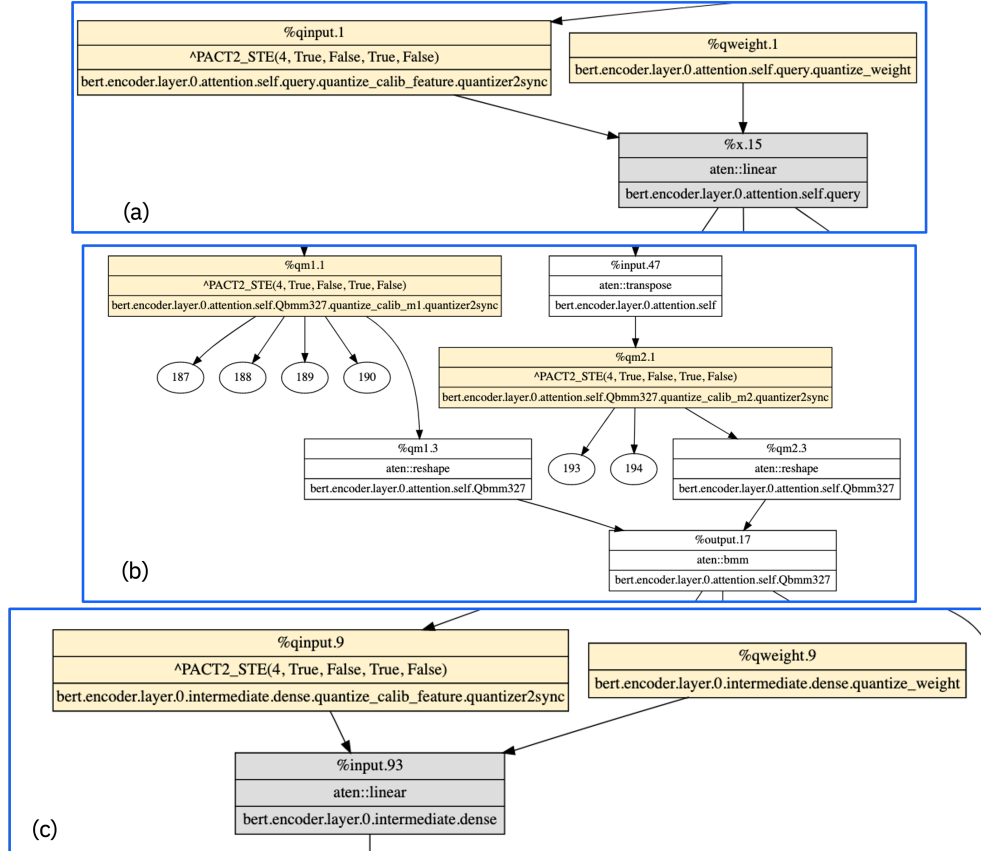 %qinput.1
^PACT2_STE(4, True, False, True, False)
bert.encoder.layer.0.attention.self.query.quantize_calib_feature.quantizer2sync
%qweight.1
bert.encoder.layer.0.attention.self.query.quantize_weight
%x.15
aten::linear
bert.encoder.layer.0.attention.self.query
(a)
%qm1.1
^PACT2_STE(4, True, False, True, False)
bert.encoder.layer.0.attention.self.Qbmm327.quantize_calib_m1.quantizer2sync
%input.47
aten::transpose
bert.encoder.layer.0.attention.self
187
188
189
190
%qm2.1
^PACT2_STE(4, True, False, True, False)
bert.encoder.layer.0.attention.self.Qbmm327.quantize_calib_m2.quantizer2sync
%qm1.3
aten::reshape
bert.encoder.layer.0.attention.self.Qbmm327
193
194
%qm2.3
aten::reshape
bert.encoder.layer.0.attention.self.Qbmm327
%output.17
aten::bmm
bert.encoder.layer.0.attention.self.Qbmm327
(b)
%qinput.9
^PACT2_STE(4, True, False, True, False)
bert.encoder.layer.0.intermediate.dense.quantize_calib_feature.quantizer2sync
%qweight.9
bert.encoder.layer.0.intermediate.dense.quantize_weight
%input.93
aten::linear
bert.encoder.layer.0.intermediate.dense
(c)